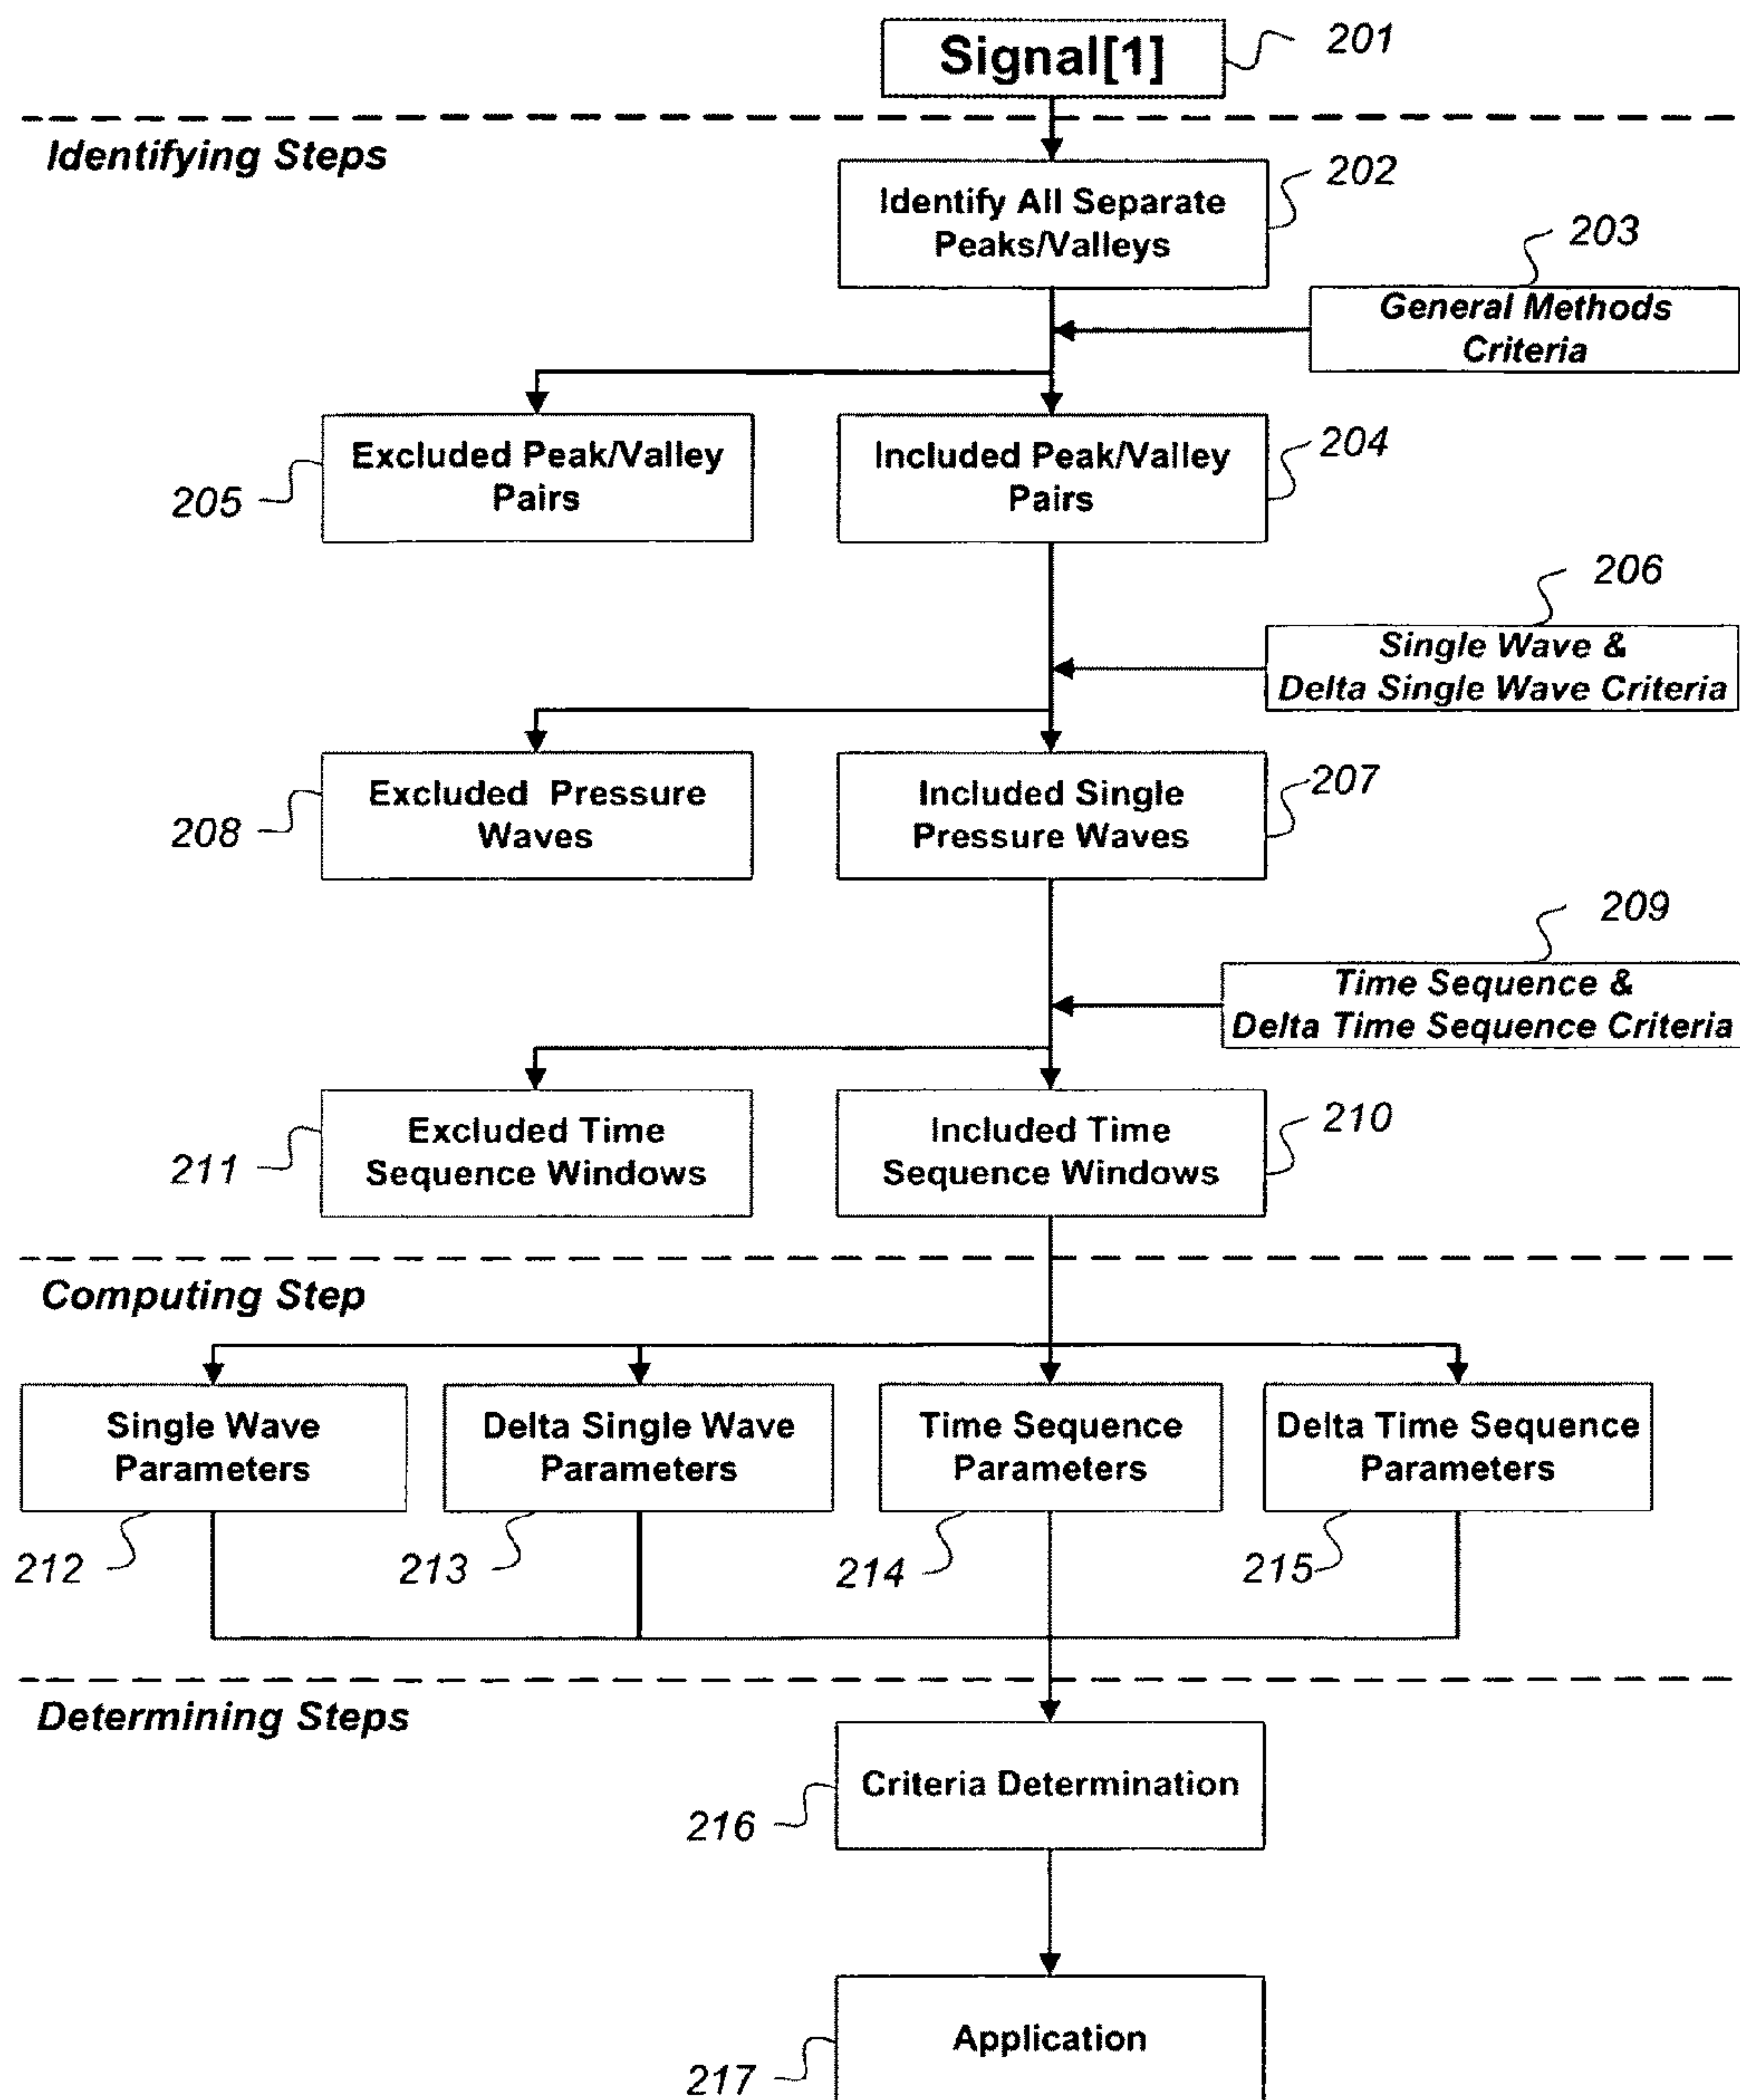 Signal[1]
201
Identifying Steps
202
Identify All Separate
Peaks/Valleys
203
General Methods
Criteria
Excluded Peak/Valley
Pairs
205
Included Peak/Valley
Pairs
204
206
Single Wave &
Delta Single Wave Criteria
Excluded Pressure
Waves
208
Included Single
Pressure Waves
207
209
Time Sequence &
Delta Time Sequence Criteria
Excluded Time
Sequence Windows
211
Included Time
Sequence Windows
210
Computing Step
Single Wave
Parameters
Delta Single Wave
Parameters
Time Sequence
Parameters
Delta Time Sequence
Parameters
212
213
214
215
Determining Steps
Criteria Determination
216
Application
217